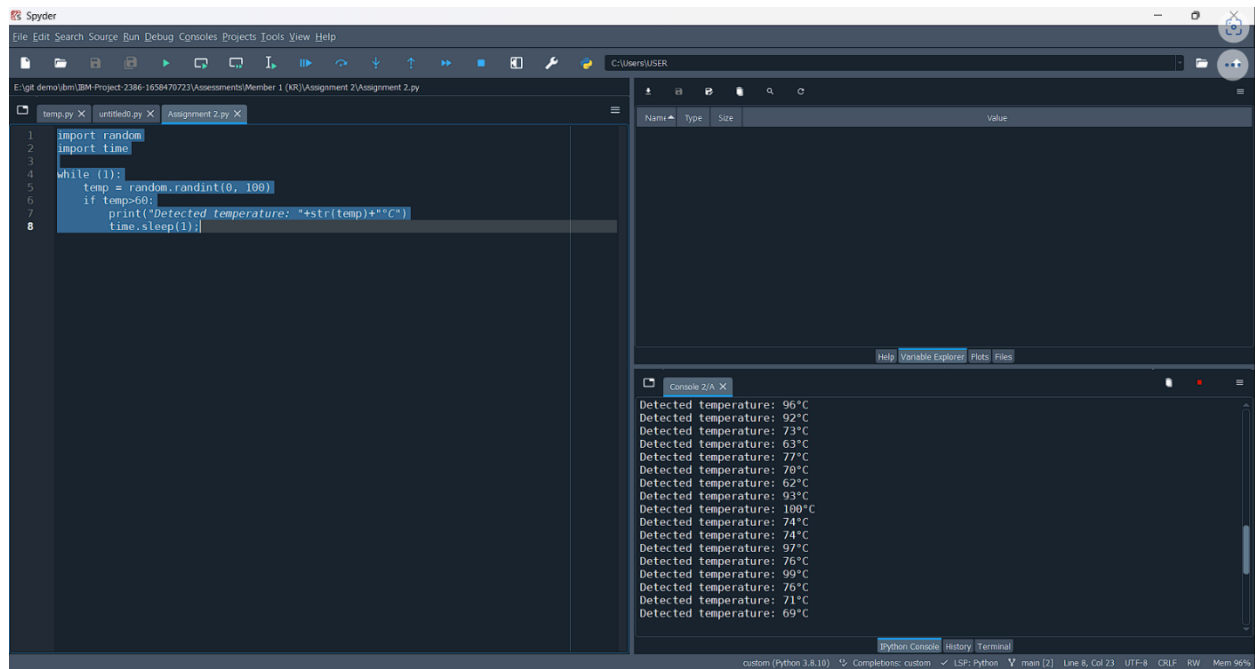 Spyder
File Edit Search Source Run Debug Consoles Projects Tools View Help
C:\Users\USER
E:\git demo\ibm\IBM-Project-2386-1658470723\Assessments\Member 1 (KR)\Assignment 2\Assignment 2.py
temp.py untitled0.py Assignment 2.py
1 import random
2 import time
3
4 while (1):
5 temp = random.randint(0, 100)
6 if temp>60:
7 print("Detected temperature: "+str(temp)+"°C")
8 time.sleep(1);
Name Type Size Value
Help Variable Explorer Plots Files
Console 2/A
Detected temperature: 96°C
Detected temperature: 92°C
Detected temperature: 73°C
Detected temperature: 63°C
Detected temperature: 77°C
Detected temperature: 70°C
Detected temperature: 62°C
Detected temperature: 93°C
Detected temperature: 100°C
Detected temperature: 74°C
Detected temperature: 74°C
Detected temperature: 97°C
Detected temperature: 76°C
Detected temperature: 99°C
Detected temperature: 76°C
Detected temperature: 71°C
Detected temperature: 69°C
IPython Console History Terminal
custom (Python 3.8.10) Completions: custom LSP: Python main [2] Line 8, Col 23 UTF-8 CRLF RW Mem 96%